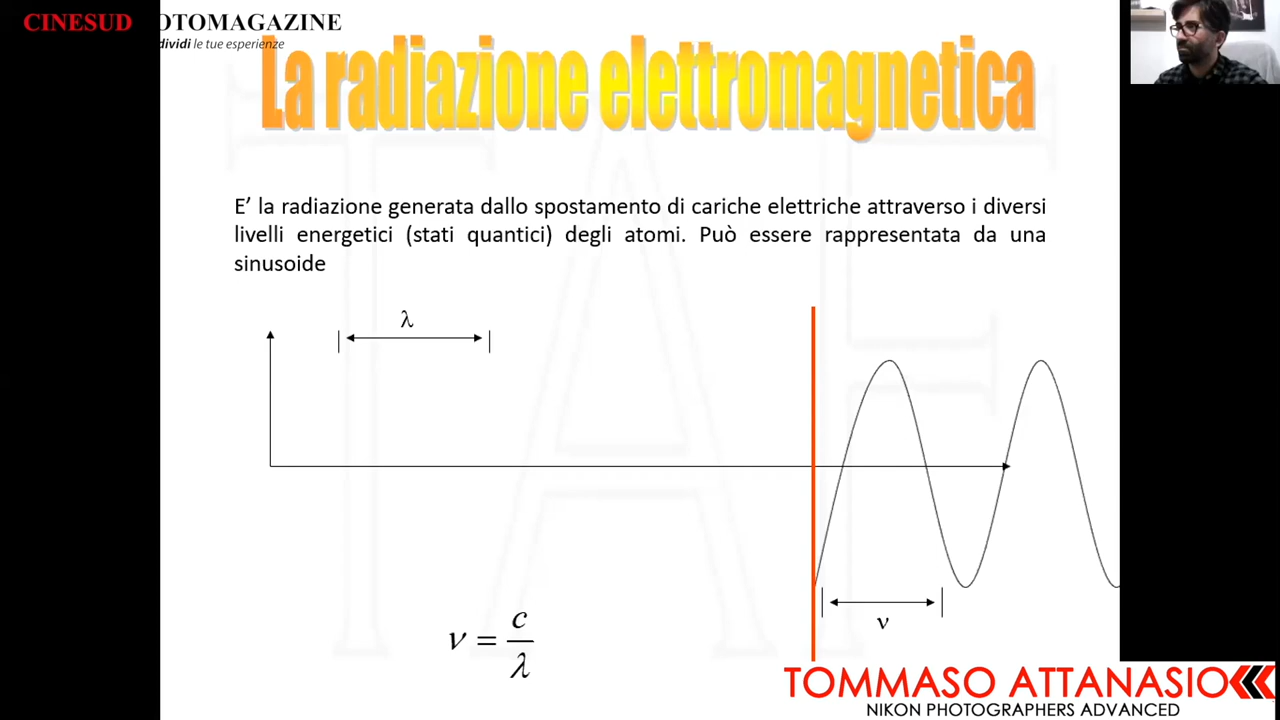 CINESUD OTOMAGAZINE
dividi le tue esperienze
La radiazione elettromagnetica
E’ la radiazione generata dallo spostamento di cariche elettriche attraverso i diversi
livelli energetici (stati quantici) degli atomi. Può essere rappresentata da una
sinusoide
λ
ν
ν = c/λ
TOMMASO ATTANASIO
NIKON PHOTOGRAPHERS ADVANCED
TAF